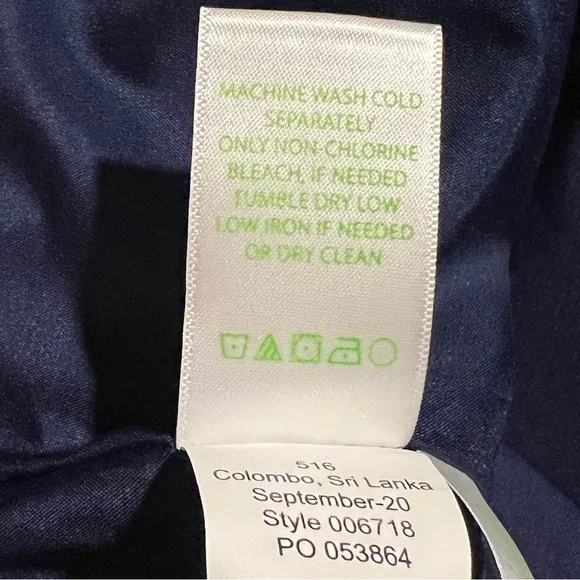 MACHINE WASH COLD
SEPARATELY
ONLY NON-CHLORINE
BLEACH, IF NEEDED
TUMBLE DRY LOW
LOW IRON IF NEEDED
OR DRY CLEAN
516
Colombo, Sri Lanka
September-20
Style 006718
PO 053864